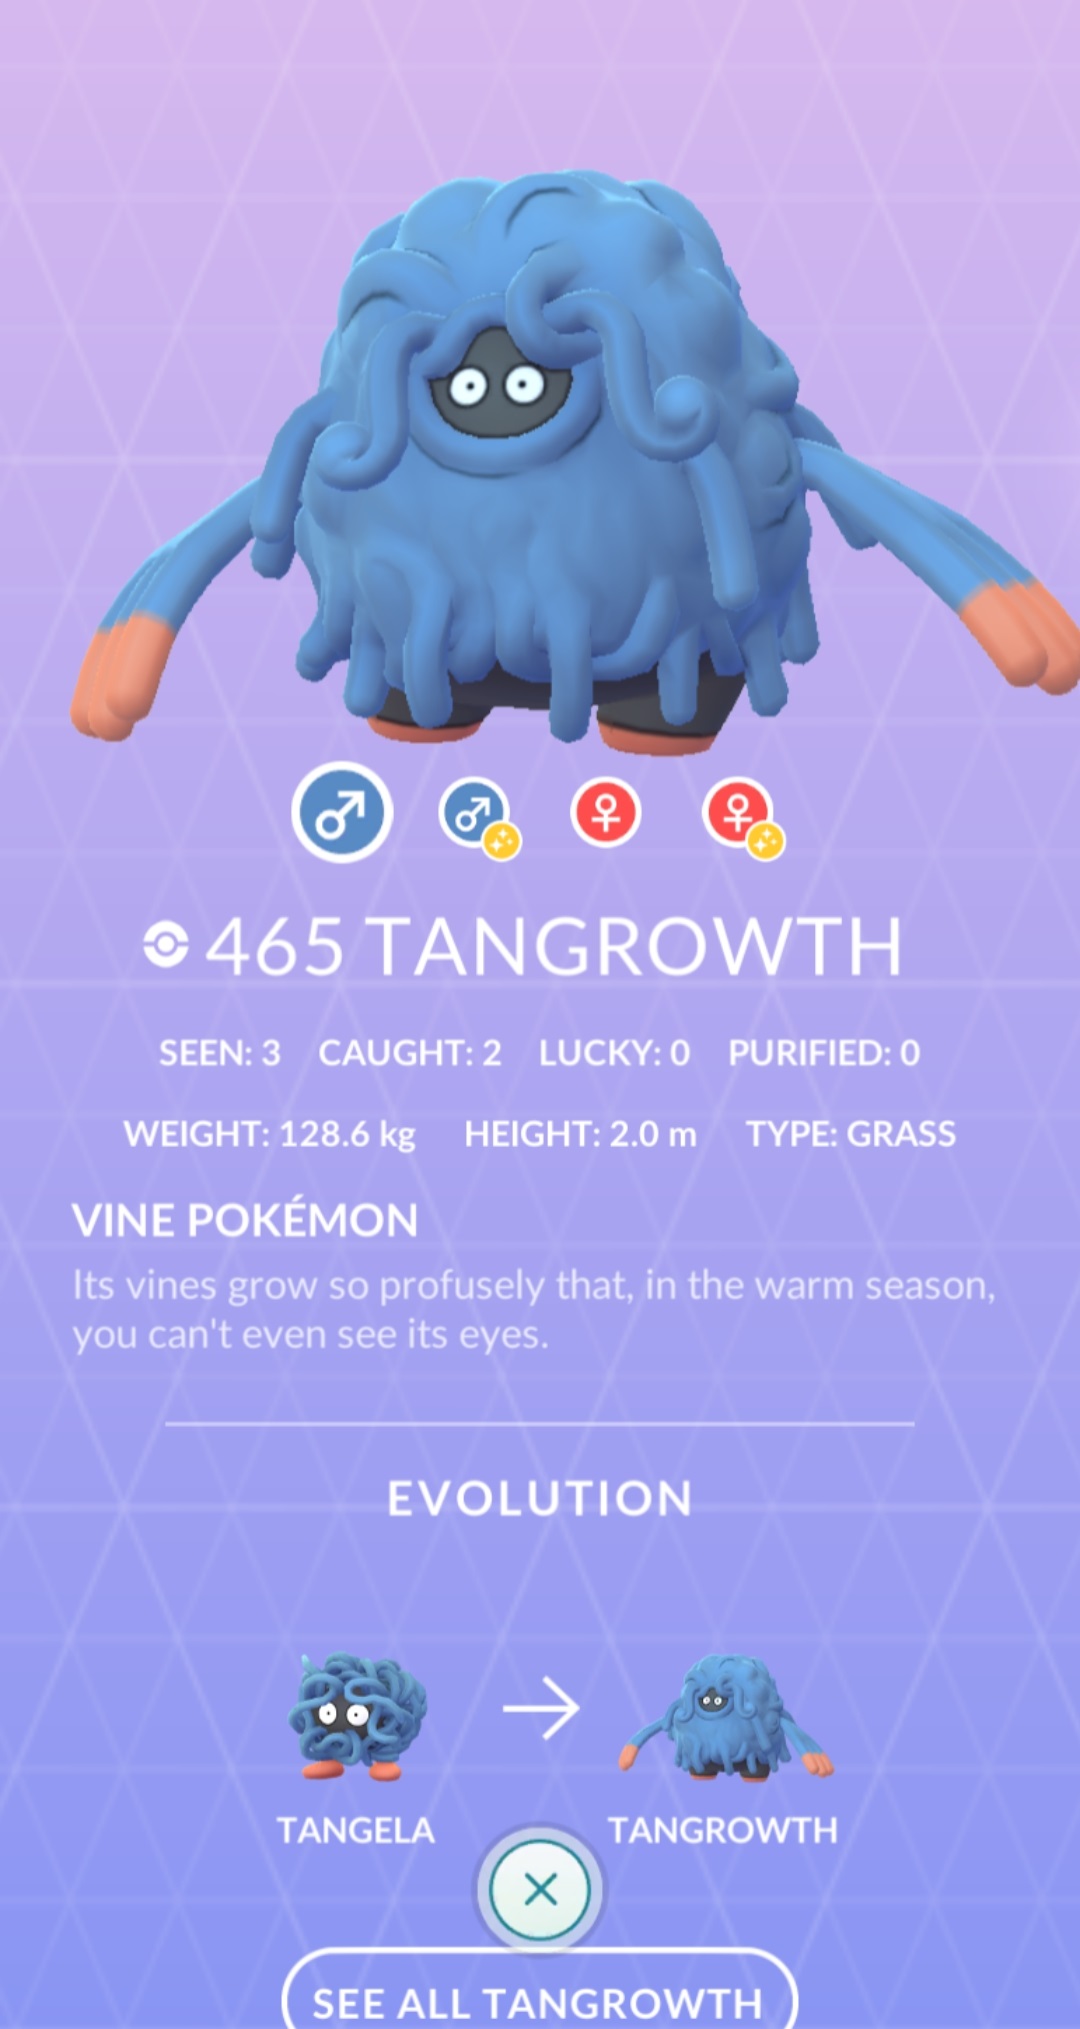 465 TANGROWTH
SEEN: 3 CAUGHT: 2 LUCKY: 0 PURIFIED: 0
WEIGHT: 128.6 kg HEIGHT: 2.0 m TYPE: GRASS
VINE POKÉMON
Its vines grow so profusely that, in the warm season,
you can't even see its eyes.
EVOLUTION
TANGELA TANGROWTH
SEE ALL TANGROWTH